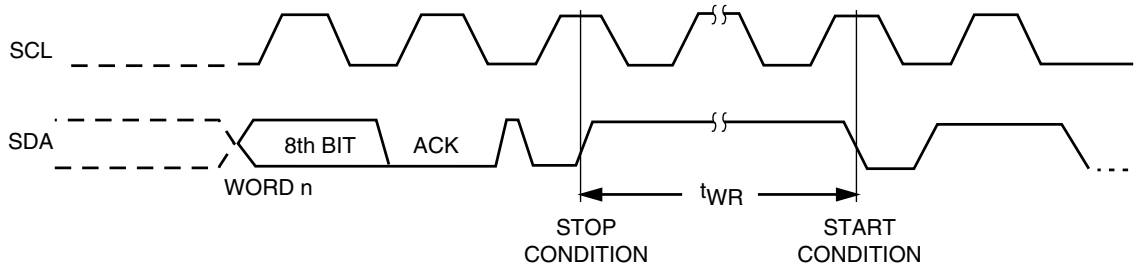 SCL
SDA
8th BIT
ACK
WORD n
tWR
STOP
CONDITION
START
CONDITION